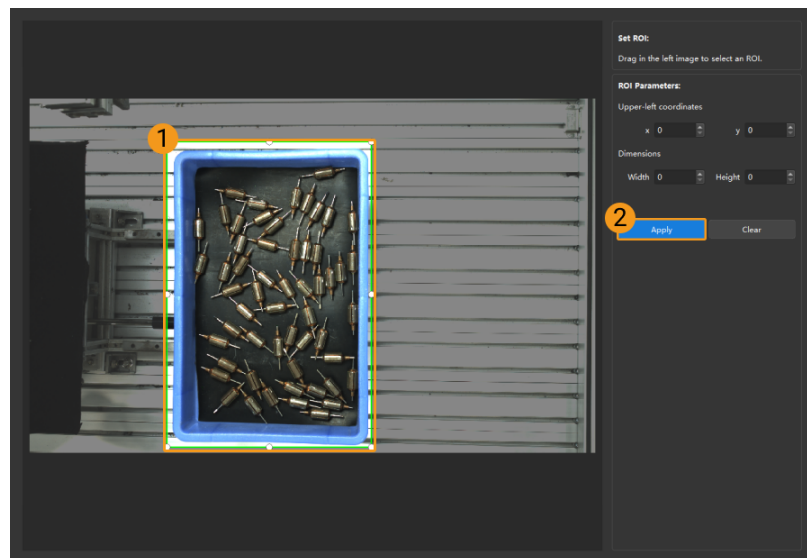 1
Set ROI:
Drag in the left image to select an ROI.
ROI Parameters:
Upper-left coordinates
x 0 y 0
Dimensions
Width 0 Height 0
2
Apply Clear